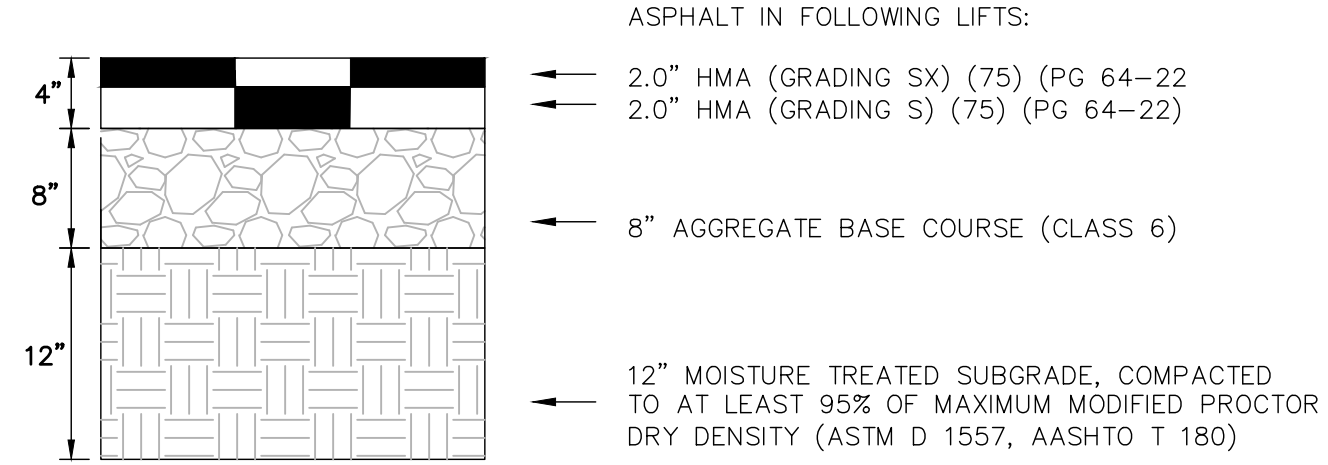 ASPHALT IN FOLLOWING LIFTS:
4”
2.0” HMA (GRADING SX) (75) (PG 64–22
2.0” HMA (GRADING S) (75) (PG 64–22)
8”
8” AGGREGATE BASE COURSE (CLASS 6)
12”
12” MOISTURE TREATED SUBGRADE, COMPACTED
TO AT LEAST 95% OF MAXIMUM MODIFIED PROCTOR
DRY DENSITY (ASTM D 1557, AASHTO T 180)